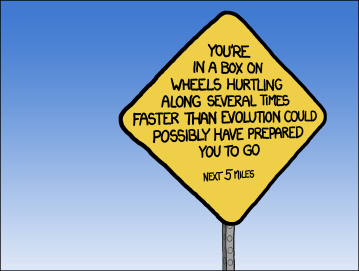 YOU'RE
IN A BOX ON
WHEELS HURTLING
ALONG SEVERAL TIMES
FASTER THAN EVOLUTION COULD
POSSIBLY HAVE PREPARED
YOU TO GO
NEXT 5 MILES